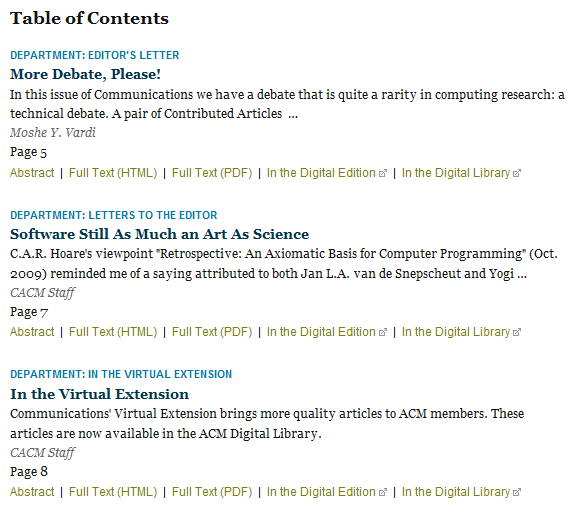 Table of Contents
DEPARTMENT: EDITOR'S LETTER
More Debate, Please!
In this issue of Communications we have a debate that is quite a rarity in computing research: a
technical debate. A pair of Contributed Articles ...
Moshe Y. Vardi
Page 5
Abstract | Full Text (HTML) | Full Text (PDF) | In the Digital Edition | In the Digital Library
DEPARTMENT: LETTERS TO THE EDITOR
Software Still As Much an Art As Science
C.A.R. Hoare's viewpoint "Retrospective: An Axiomatic Basis for Computer Programming" (Oct.
2009) reminded me of a saying attributed to both Jan L.A. van de Snepscheut and Yogi ...
CACM Staff
Page 7
Abstract | Full Text (HTML) | Full Text (PDF) | In the Digital Edition | In the Digital Library
DEPARTMENT: IN THE VIRTUAL EXTENSION
In the Virtual Extension
Communications' Virtual Extension brings more quality articles to ACM members. These
articles are now available in the ACM Digital Library.
CACM Staff
Page 8
Abstract | Full Text (HTML) | Full Text (PDF) | In the Digital Edition | In the Digital Library